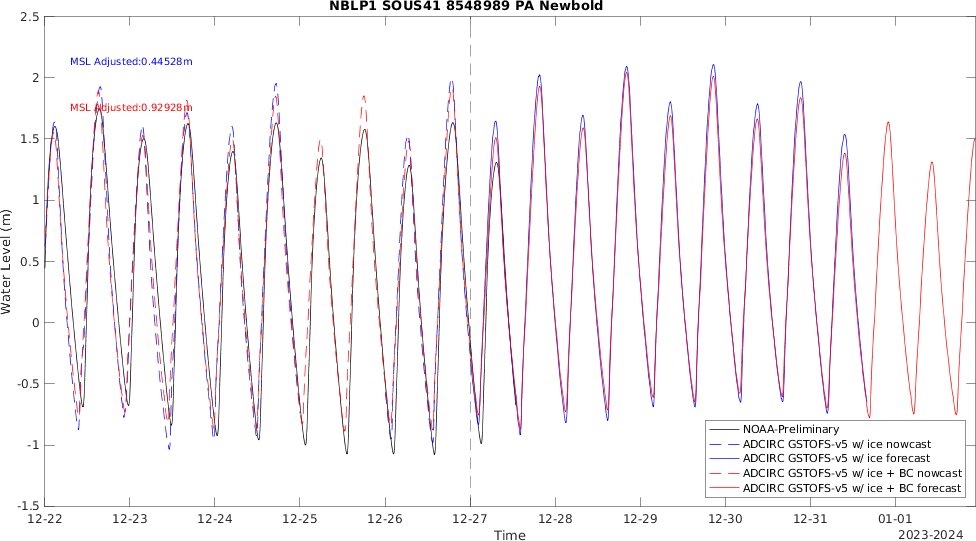 NBLP1 SOUS41 8548989 PA Newbold
2.5
2
1.5
1
0.5
0
-0.5
-1
-1.5
Water Level (m)
MSL Adjusted:0.44528m
MSL Adjusted:0.92928m
NOAA-Preliminary
ADCIRC GSTOFS-v5 w/ ice nowcast
ADCIRC GSTOFS-v5 w/ ice forecast
ADCIRC GSTOFS-v5 w/ ice + BC nowcast
ADCIRC GSTOFS-v5 w/ ice + BC forecast
12-22 12-23 12-24 12-25 12-26 12-27 12-28 12-29 12-30 12-31 01-01
Time
2023-2024